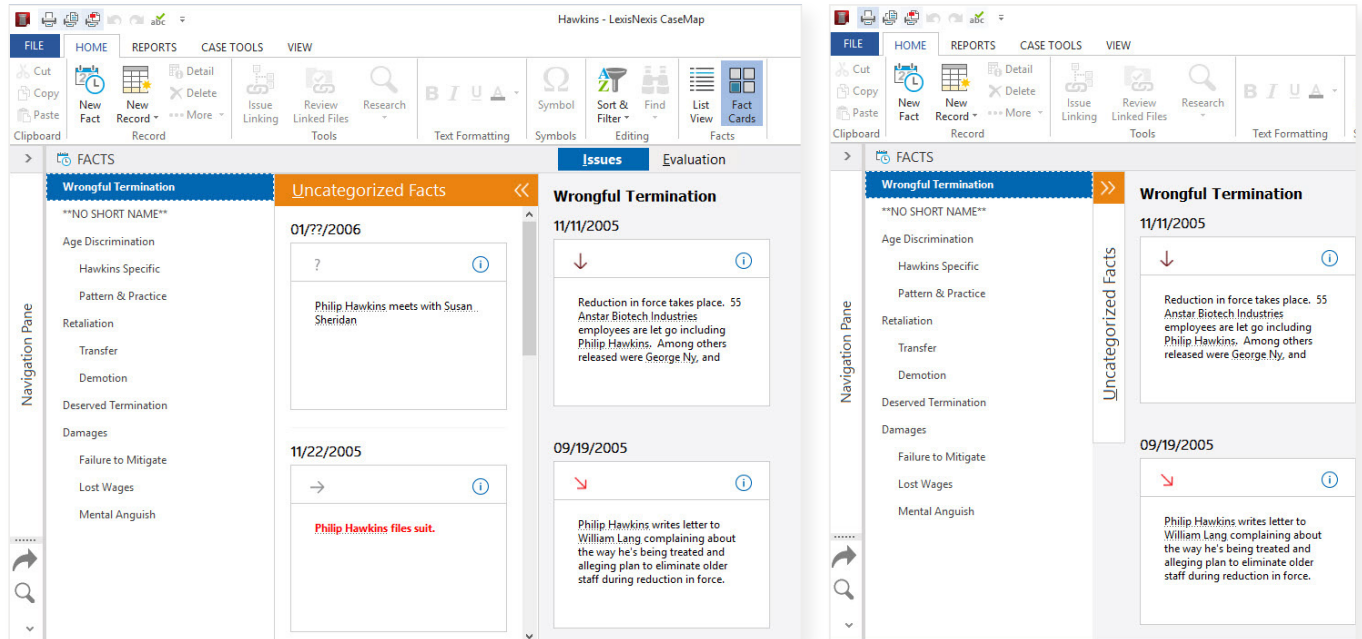 Hawkins - LexisNexis CaseMap
FILE HOME REPORTS CASE TOOLS VIEW
Cut
Copy
Paste
Clipboard
New Fact
New Record
Detail
Delete
More
Record
Issue Linking
Review Linked Files
Research
Tools
B I U A
Text Formatting
Ω
Symbol
Symbols
AZ
Sort & Filter
Find
Editing
List View
Fact Cards
Facts
FACTS
Issues Evaluation
Navigation Pane
Wrongful Termination
**NO SHORT NAME**
Age Discrimination
Hawkins Specific
Pattern & Practice
Retaliation
Transfer
Demotion
Deserved Termination
Damages
Failure to Mitigate
Lost Wages
Mental Anguish
Uncategorized Facts
01/??/2006
?
Philip Hawkins meets with Susan
Sheridan
11/22/2005
Philip Hawkins files suit.
Wrongful Termination
11/11/2005
Reduction in force takes place. 55
Anstar Biotech Industries
employees are let go including
Philip Hawkins. Among others
released were George Ny, and
09/19/2005
Philip Hawkins writes letter to
William Lang complaining about
the way he's being treated and
alleging plan to eliminate older
staff during reduction in force.
FILE HOME REPORTS CASE TOOLS VIEW
Cut
Copy
Paste
Clipboard
New Fact
New Record
Detail
Delete
More
Record
Issue Linking
Review Linked Files
Research
Tools
B I U A
Text Formatting
FACTS
Navigation Pane
Wrongful Termination
**NO SHORT NAME**
Age Discrimination
Hawkins Specific
Pattern & Practice
Retaliation
Transfer
Demotion
Deserved Termination
Damages
Failure to Mitigate
Lost Wages
Mental Anguish
Uncategorized Facts
Wrongful Termination
11/11/2005
Reduction in force takes place. 55
Anstar Biotech Industries
employees are let go including
Philip Hawkins. Among others
released were George Ny, and
09/19/2005
Philip Hawkins writes letter to
William Lang complaining about
the way he's being treated and
alleging plan to eliminate older
staff during reduction in force.